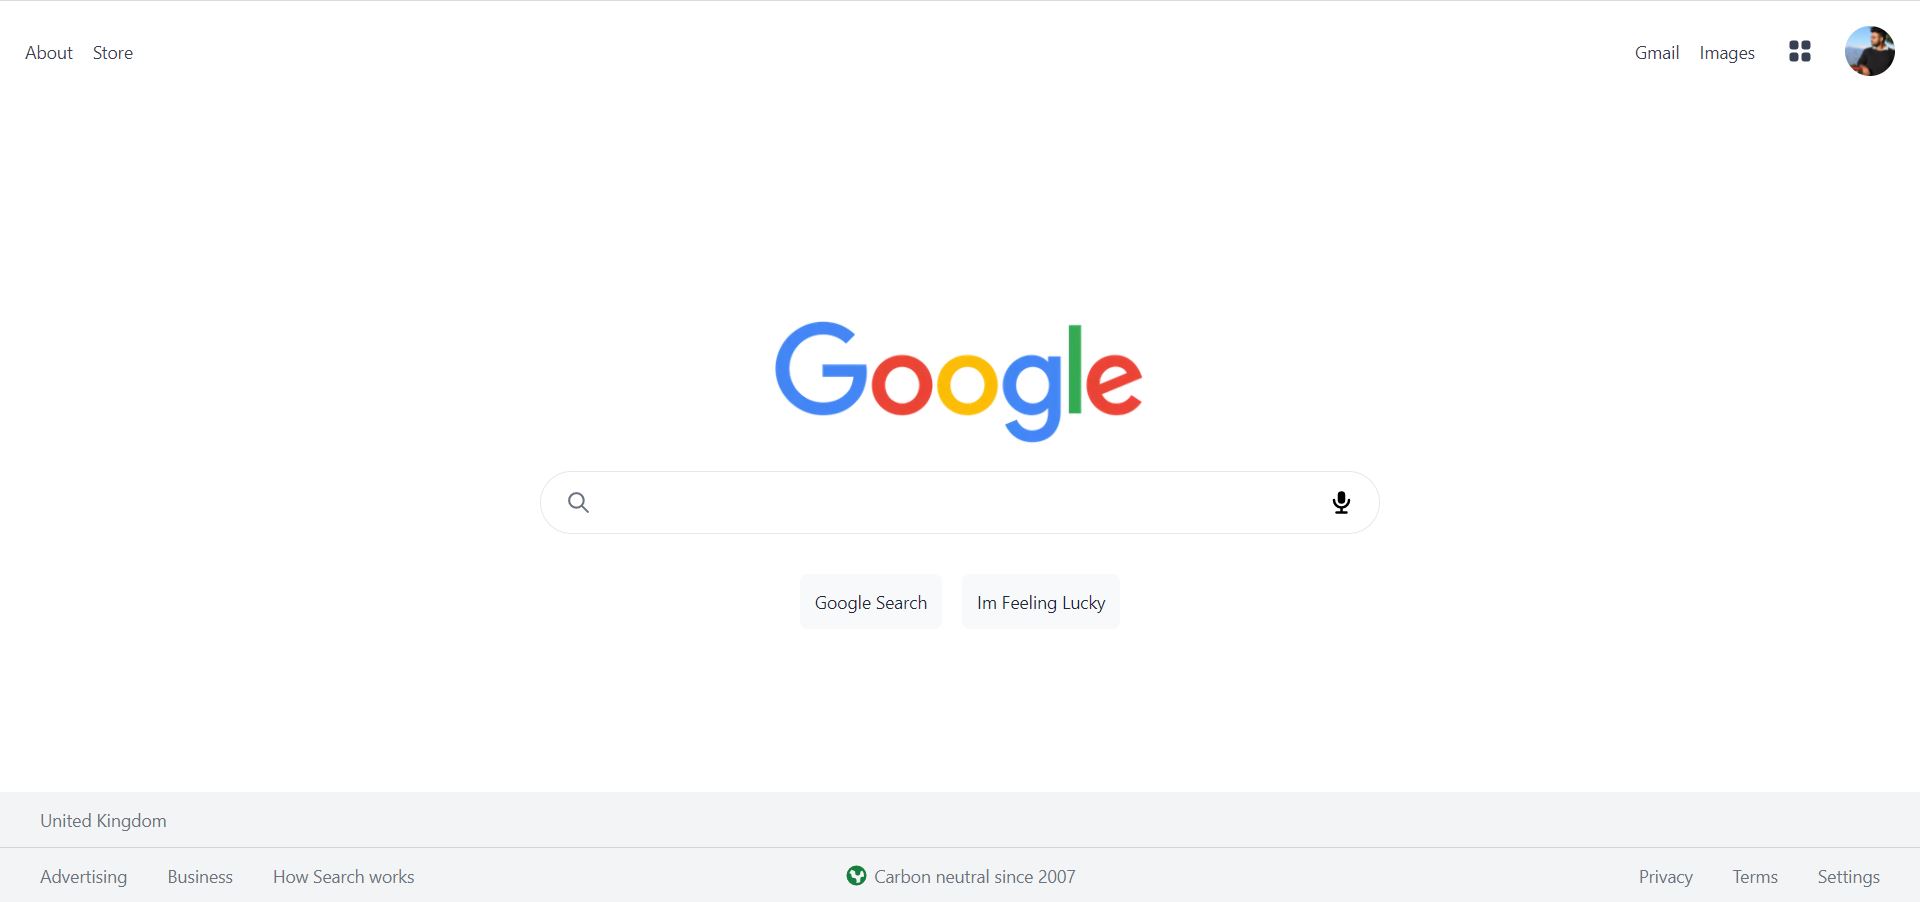 About Store Gmail Images
Google
Google Search Im Feeling Lucky
United Kingdom
Advertising Business How Search works Carbon neutral since 2007 Privacy Terms Settings